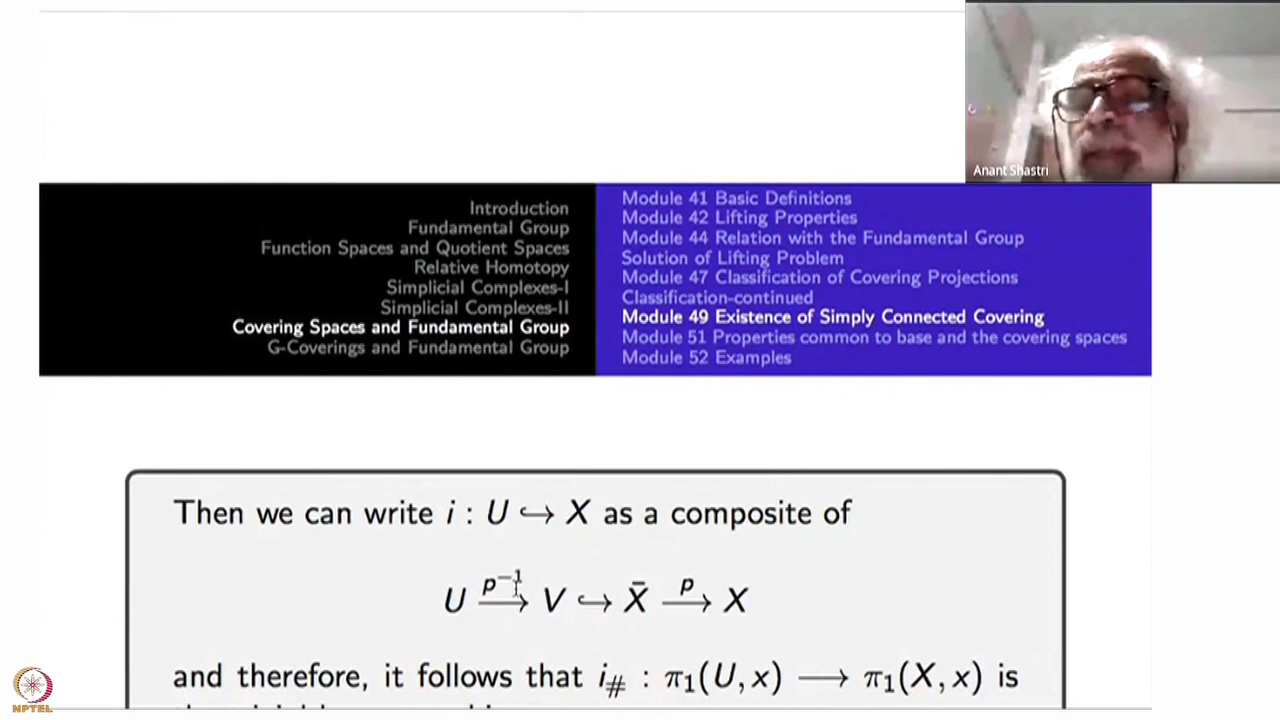 Anant Shastri
Introduction
Fundamental Group
Function Spaces and Quotient Spaces
Relative Homotopy
Simplicial Complexes-I
Simplicial Complexes-II
Covering Spaces and Fundamental Group
G-Coverings and Fundamental Group
Module 41 Basic Definitions
Module 42 Lifting Properties
Module 44 Relation with the Fundamental Group
Solution of Lifting Problem
Module 47 Classification of Covering Projections
Classification-continued
Module 49 Existence of Simply Connected Covering
Module 51 Properties common to base and the covering spaces
Module 52 Examples
Then we can write i : U ↪ X as a composite of
U →^{p^{-1}} V ↪ X̄ →^{p} X
and therefore, it follows that i_# : π₁(U, x) ⟶ π₁(X, x) is
NPTEL